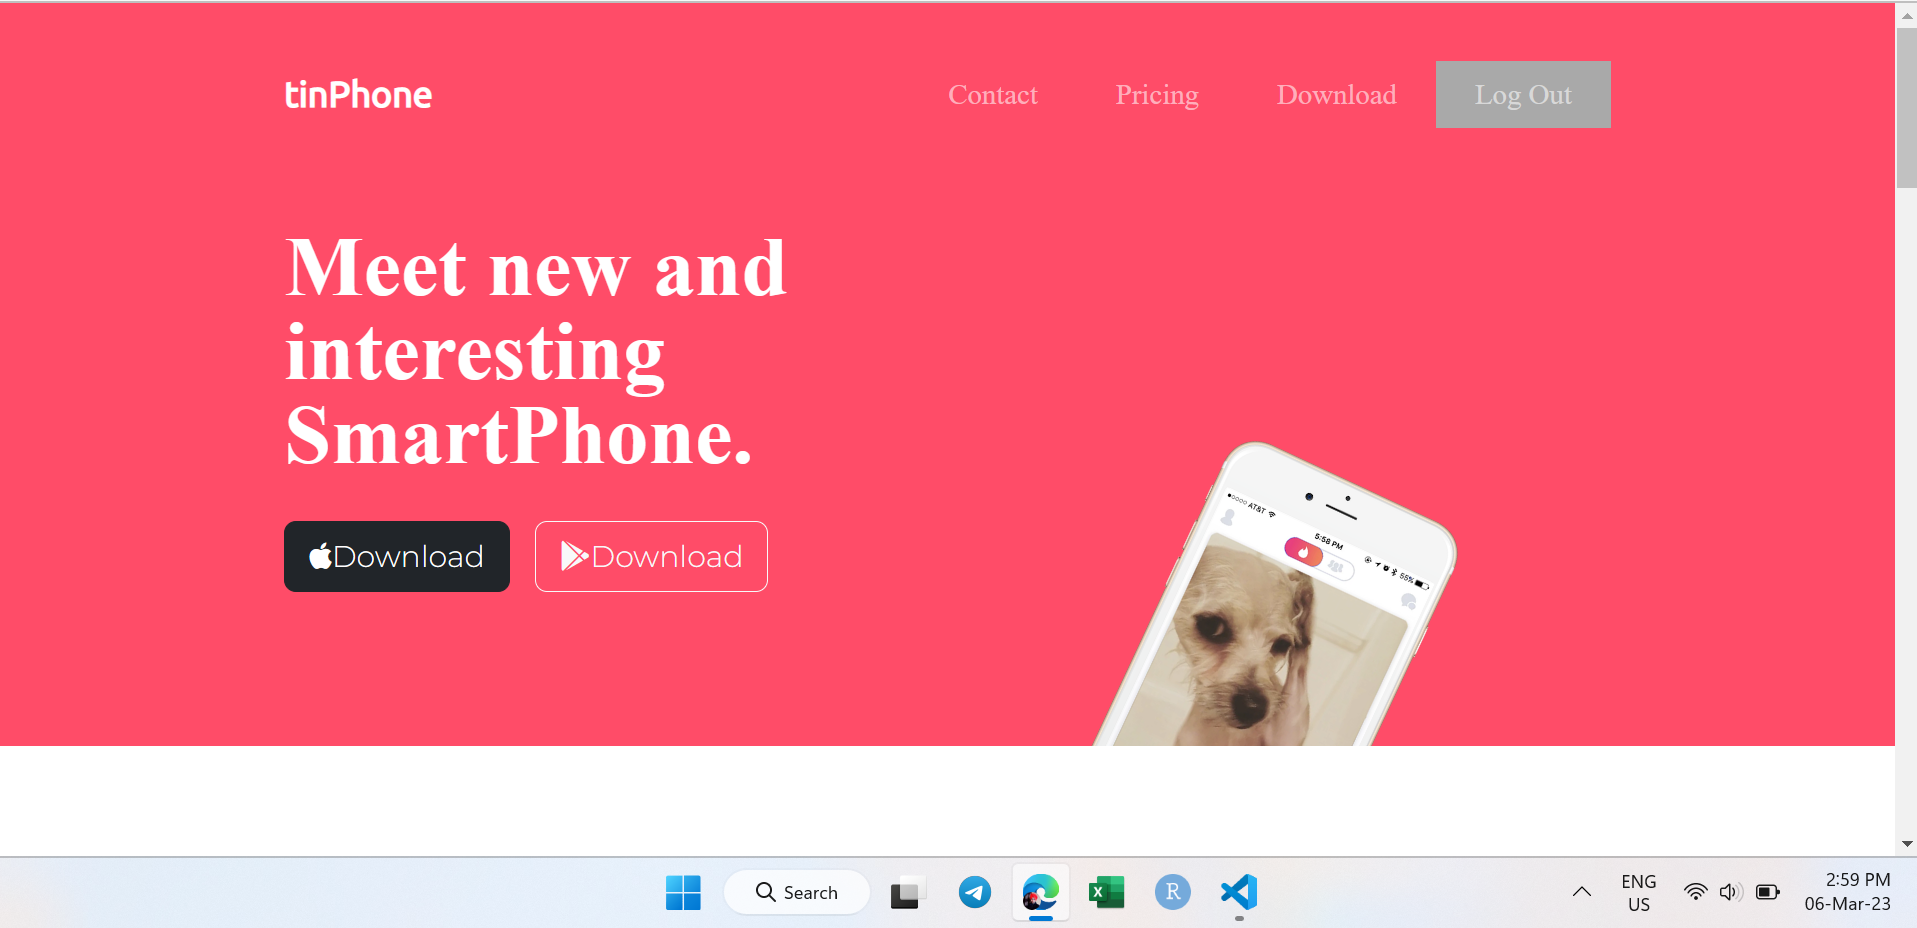 tinPhone
Contact Pricing Download Log Out
Meet new and
interesting
SmartPhone.
Download Download
AT&T
5:58 PM
55%
Search
R
ENG
US
2:59 PM
06-Mar-23